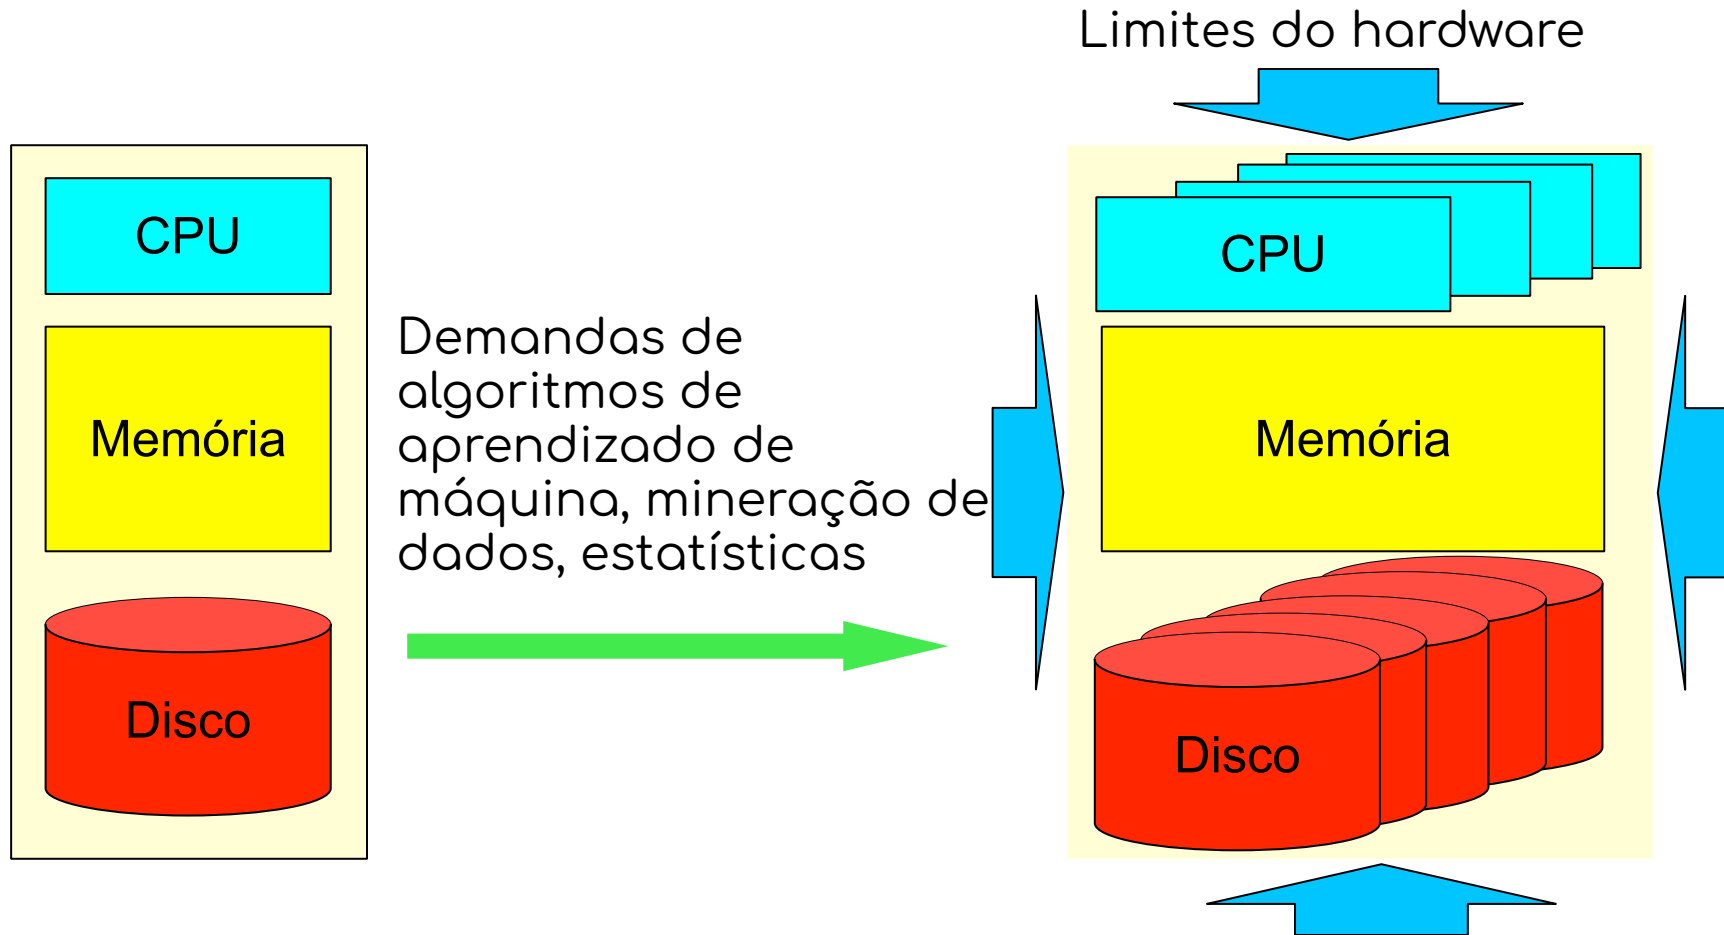 Limites do hardware
CPU
Memória
Disco
Demandas de
algoritmos de
aprendizado de
máquina, mineração de
dados, estatísticas
CPU
Memória
Disco